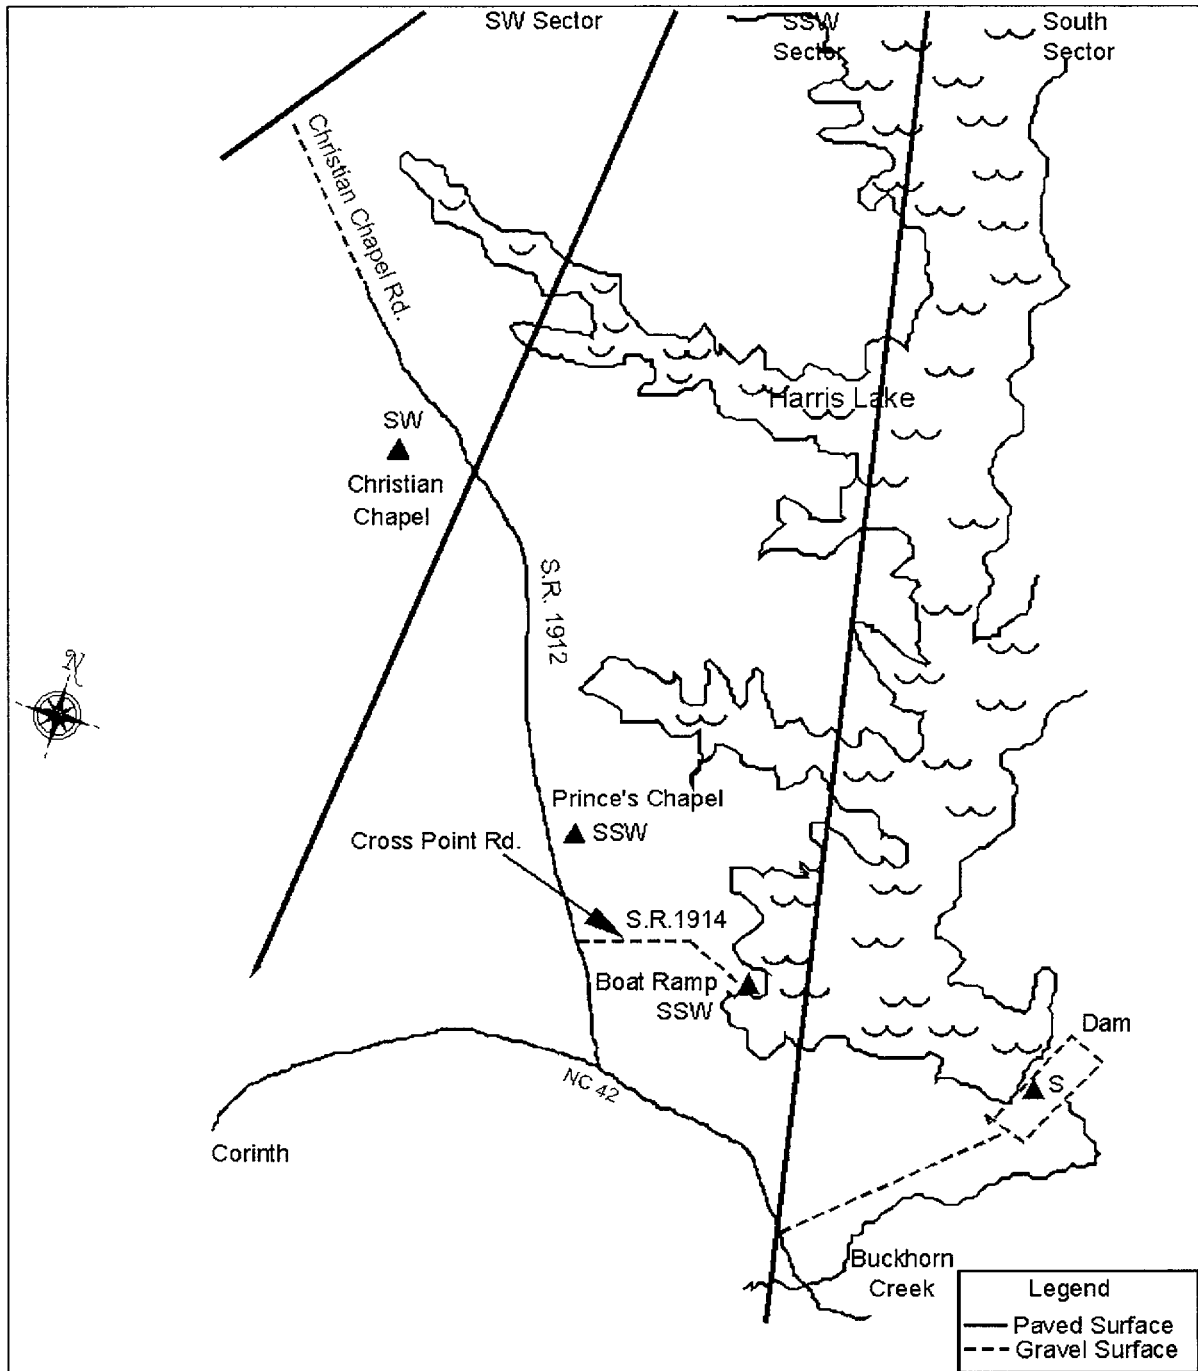 SW Sector
SSW
Sector
South
Sector
Christian Chapel Rd.
Harris Lake
SW
Christian
Chapel
S.R. 1912
N
Prince's Chapel
SSW
Cross Point Rd.
S.R.1914
Boat Ramp
SSW
Dam
S
NC 42
Corinth
Buckhorn
Creek
Legend
Paved Surface
Gravel Surface